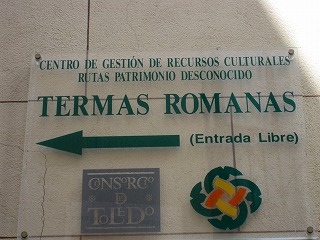 CENTRO DE GESTIÓN DE RECURSOS CULTURALES
RUTAS PATRIMONIO DESCONOCIDO
TERMAS ROMANAS
(Entrada Libre)
CONSORCIO
DE
TOLEDO